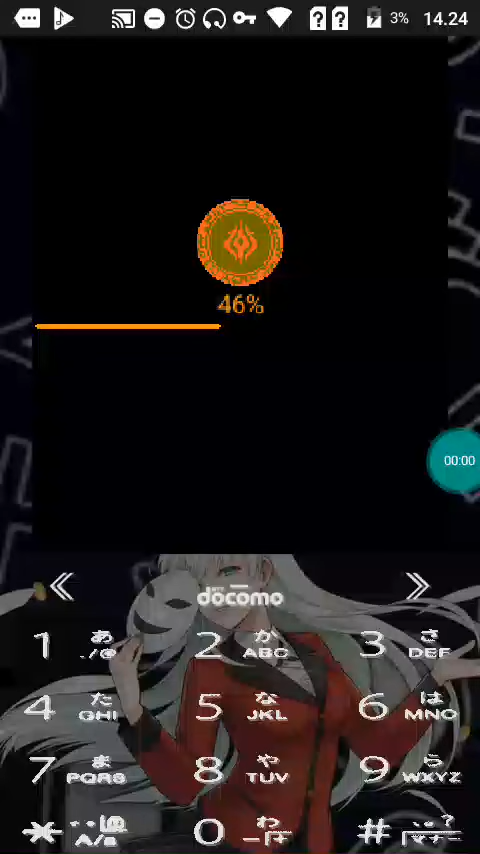 3% 14.24
46%
00:00
docomo
1 あ ./@ 2 か ABC 3 さ DEF
4 た GHI 5 な JKL 6 は MNO
7 ま PQRS 8 や TUV 9 ら WXYZ
* A/a 0 わ #